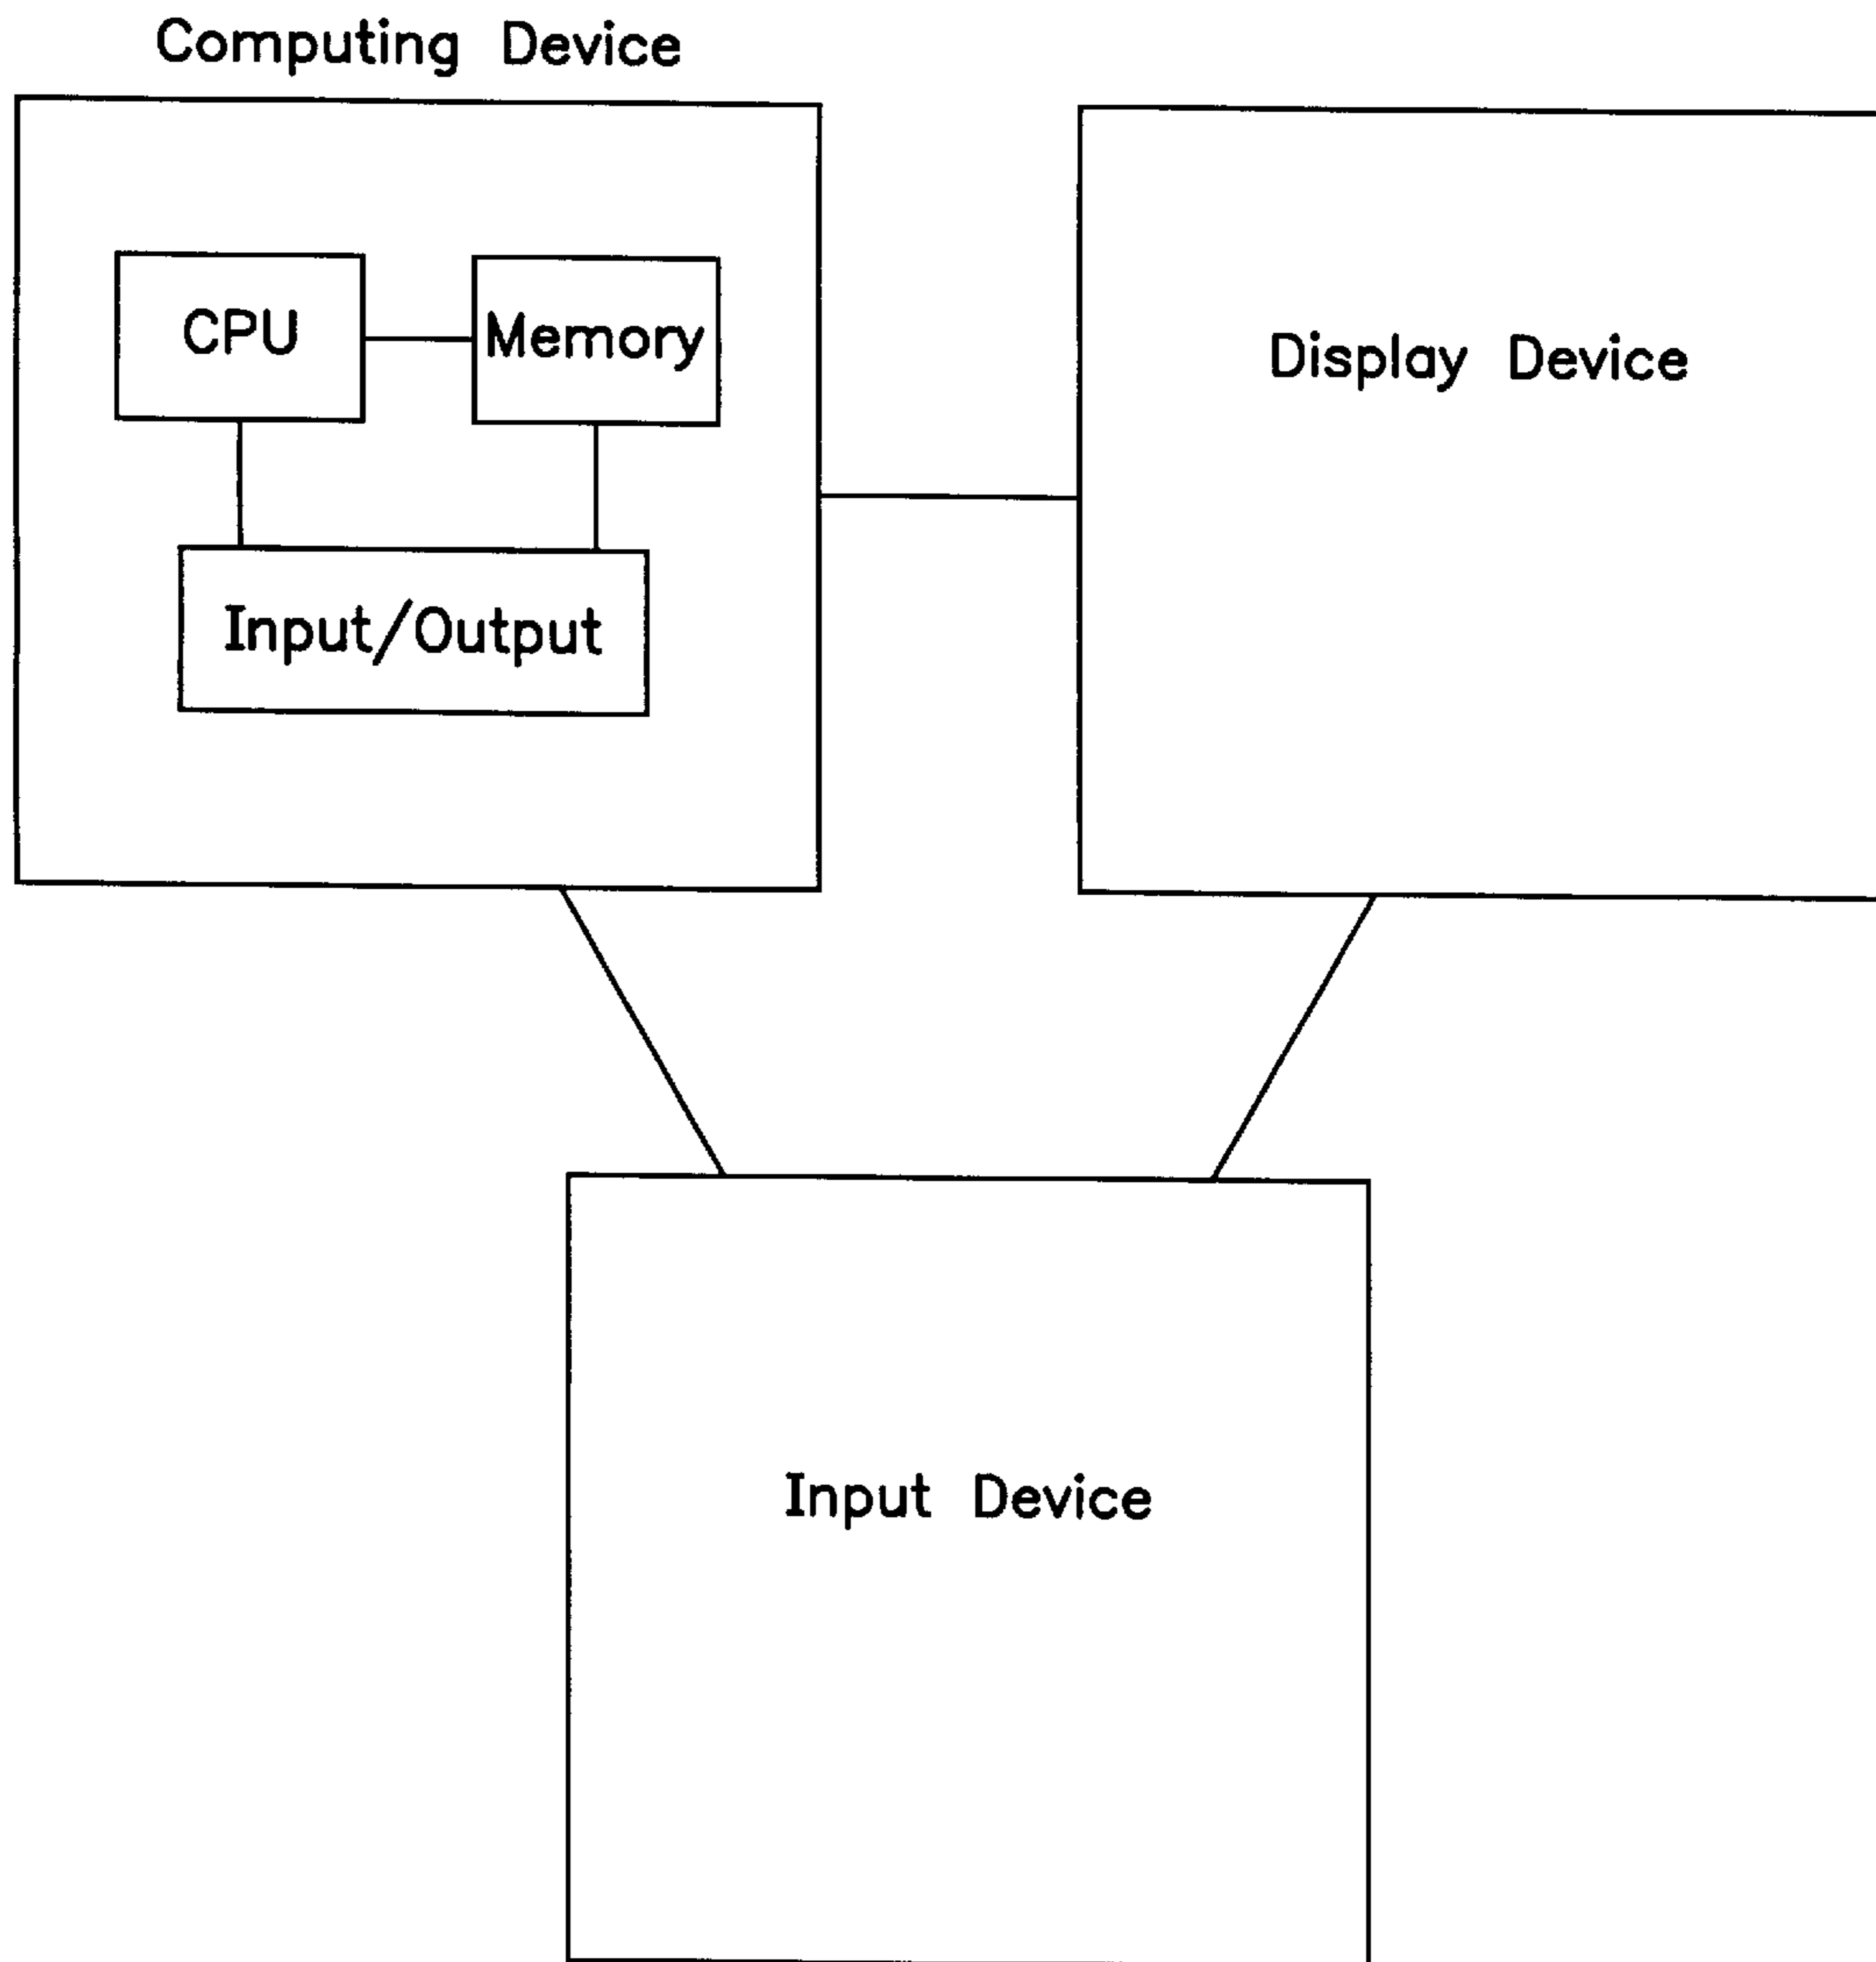 Computing Device
CPU
Memory
Display Device
Input/Output
Input Device